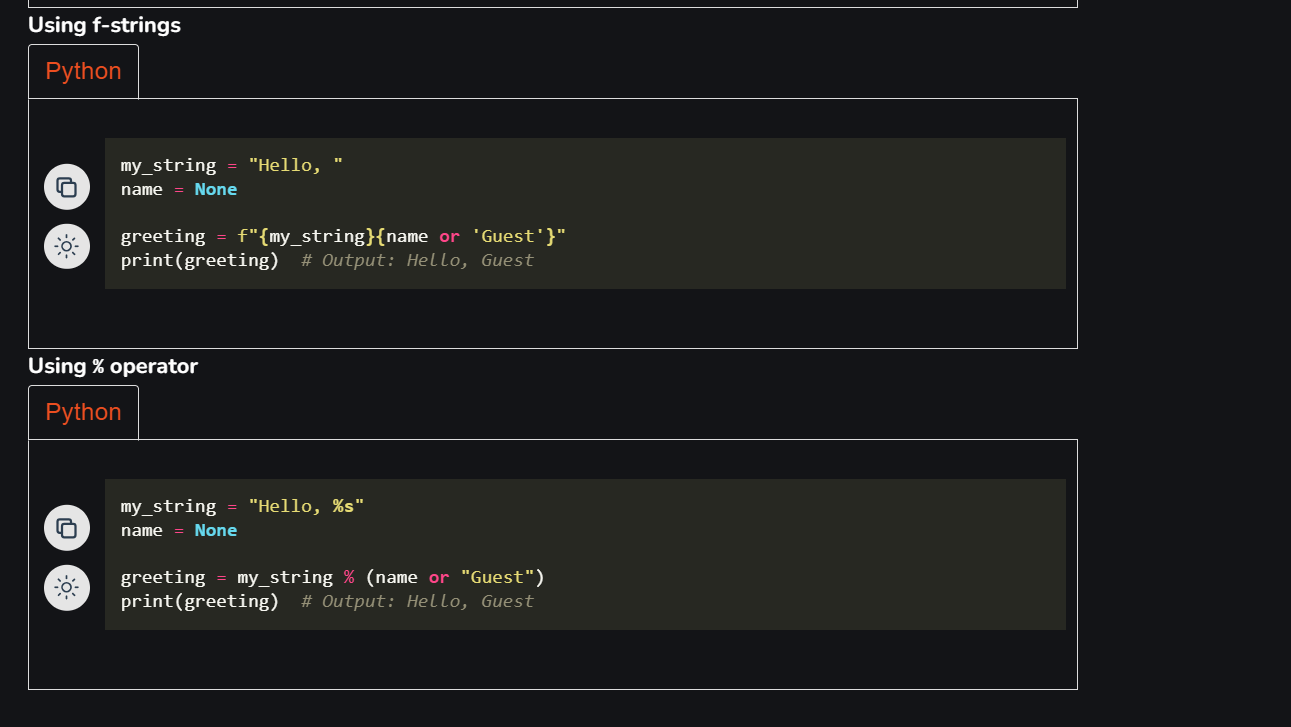 Using f-strings
Python
my_string = "Hello, "
name = None
greeting = f"{my_string}{name or 'Guest'}"
print(greeting)  # Output: Hello, Guest
Using % operator
Python
my_string = "Hello, %s"
name = None
greeting = my_string % (name or "Guest")
print(greeting)  # Output: Hello, Guest